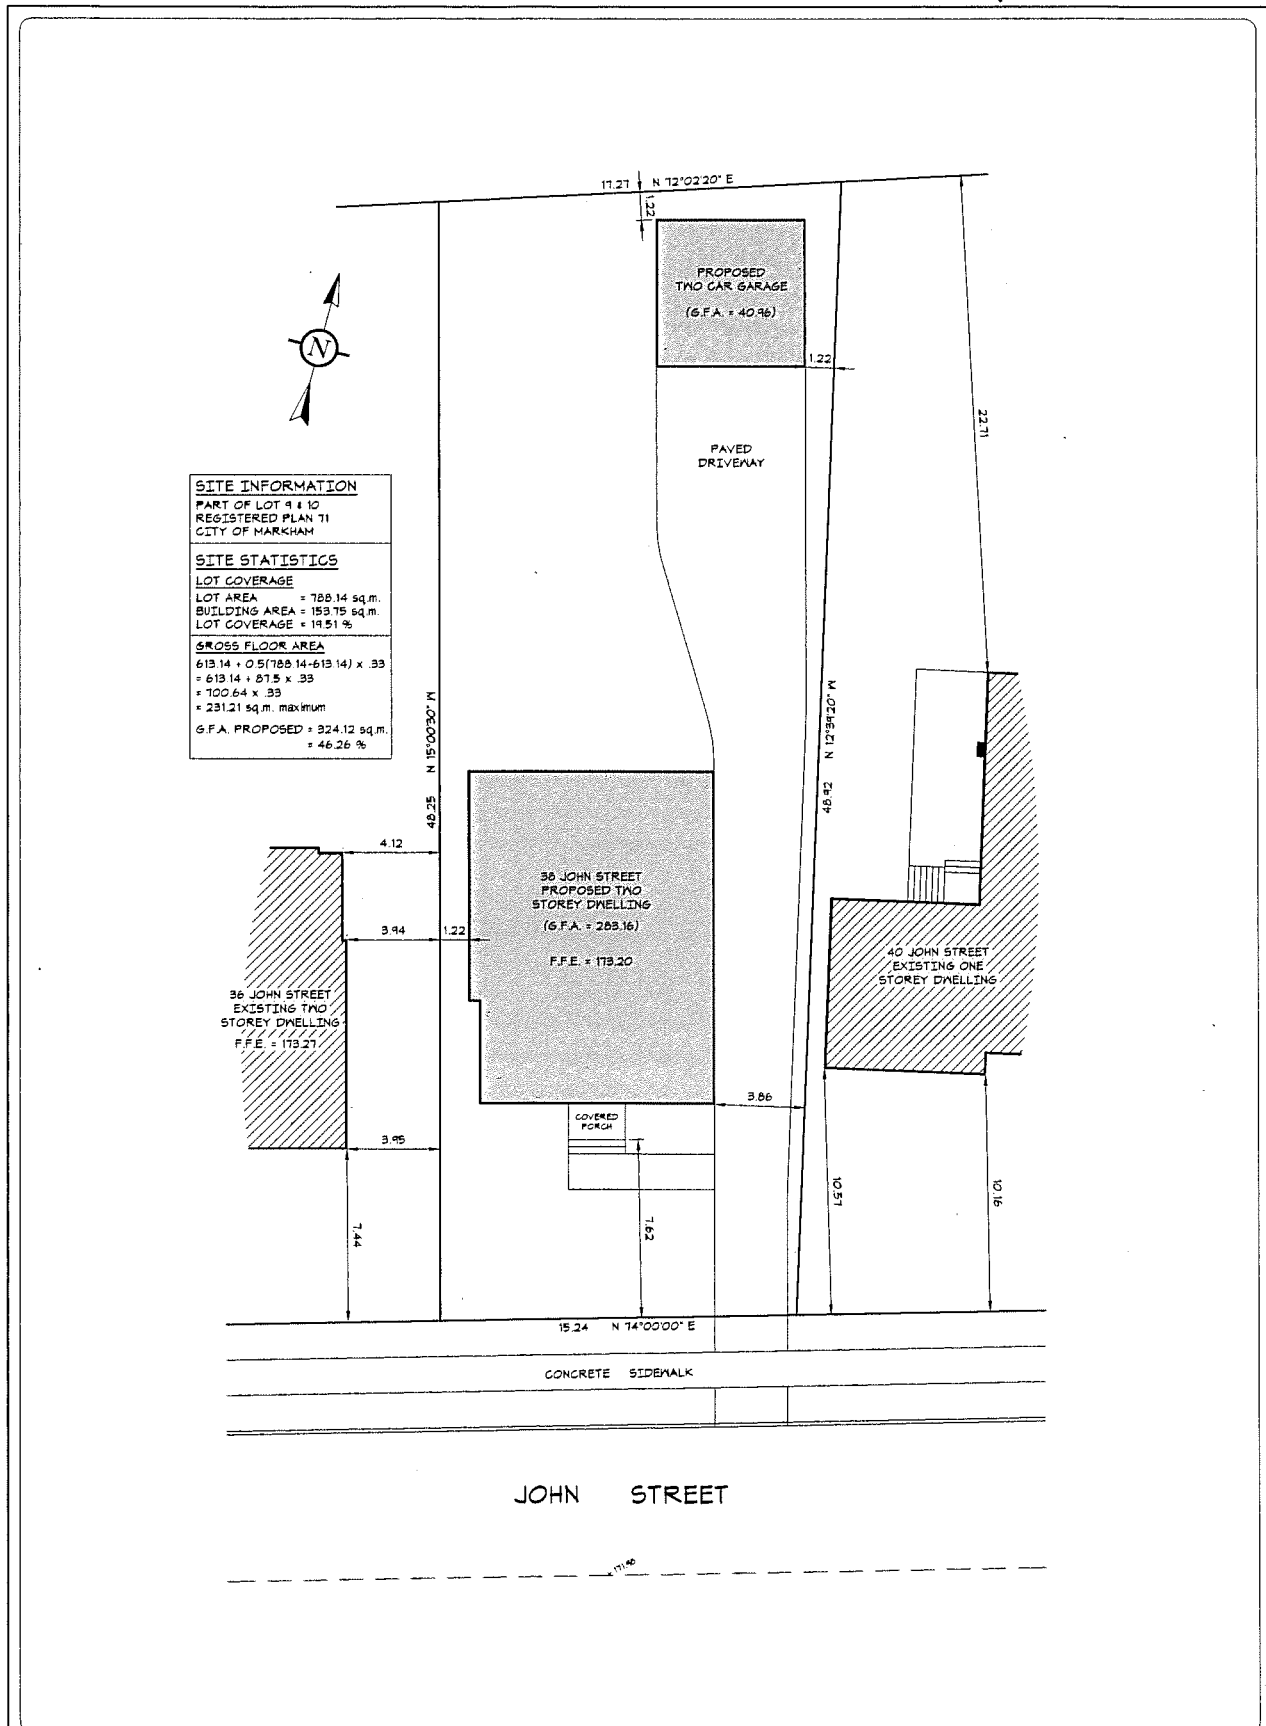 17.27 N 72°02'20" E
1.22
PROPOSED
TWO CAR GARAGE
(G.F.A. = 40.96)
1.22
N
22.71
PAVED
DRIVEWAY
SITE INFORMATION
PART OF LOT 9 & 10
REGISTERED PLAN 71
CITY OF MARKHAM
SITE STATISTICS
LOT COVERAGE
LOT AREA = 788.14 sq.m.
BUILDING AREA = 153.75 sq.m.
LOT COVERAGE = 19.51 %
GROSS FLOOR AREA
613.14 + 0.5(788.14-613.14) x .33
= 613.14 + 87.5 x .33
= 700.64 x .33
= 231.21 sq.m. maximum
G.F.A. PROPOSED = 324.12 sq.m.
= 46.26 %
48.25 N 15°00'30" W
48.92 N 12°39'20" W
4.12
3.94
1.22
38 JOHN STREET
PROPOSED TWO
STOREY DWELLING
(G.F.A. = 283.16)
F.F.E. = 173.20
40 JOHN STREET
EXISTING ONE
STOREY DWELLING
36 JOHN STREET
EXISTING TWO
STOREY DWELLING
F.F.E. = 173.27
3.86
COVERED
PORCH
3.95
7.44
7.62
10.57
10.16
15.24 N 74°00'00" E
CONCRETE SIDEWALK
JOHN STREET